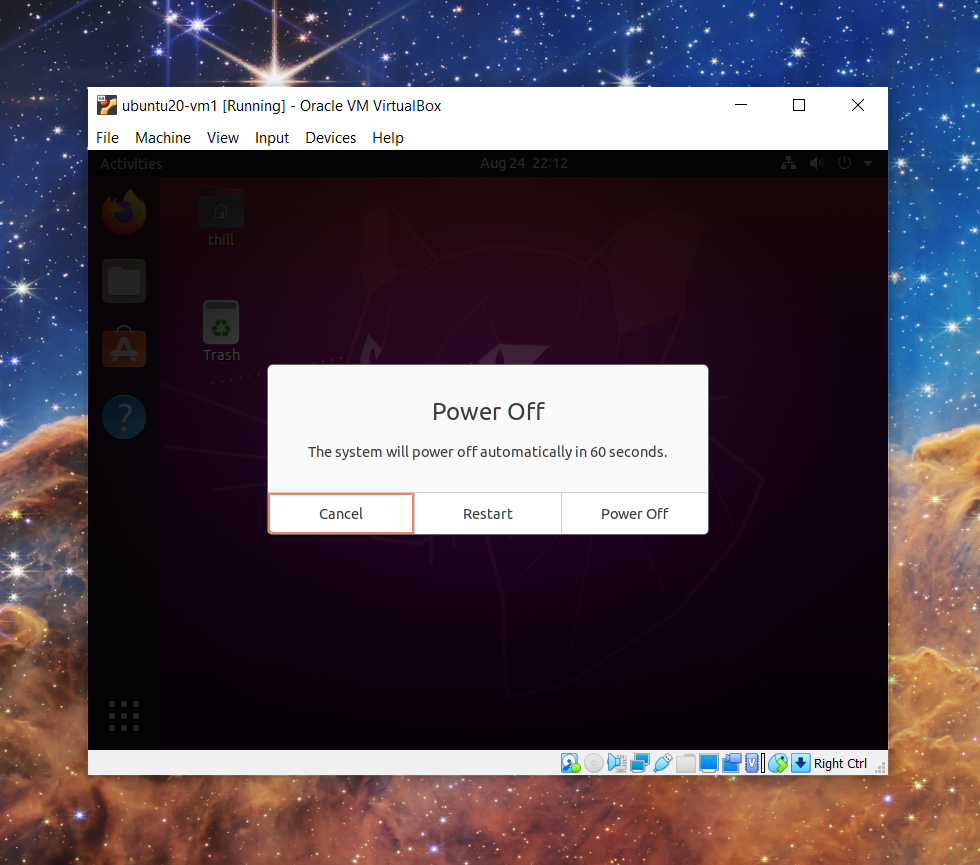 ubuntu20-vm1 [Running] - Oracle VM VirtualBox
File Machine View Input Devices Help
Activities Aug 24 22:12
thill
Trash
Power Off
The system will power off automatically in 60 seconds.
Cancel Restart Power Off
Right Ctrl